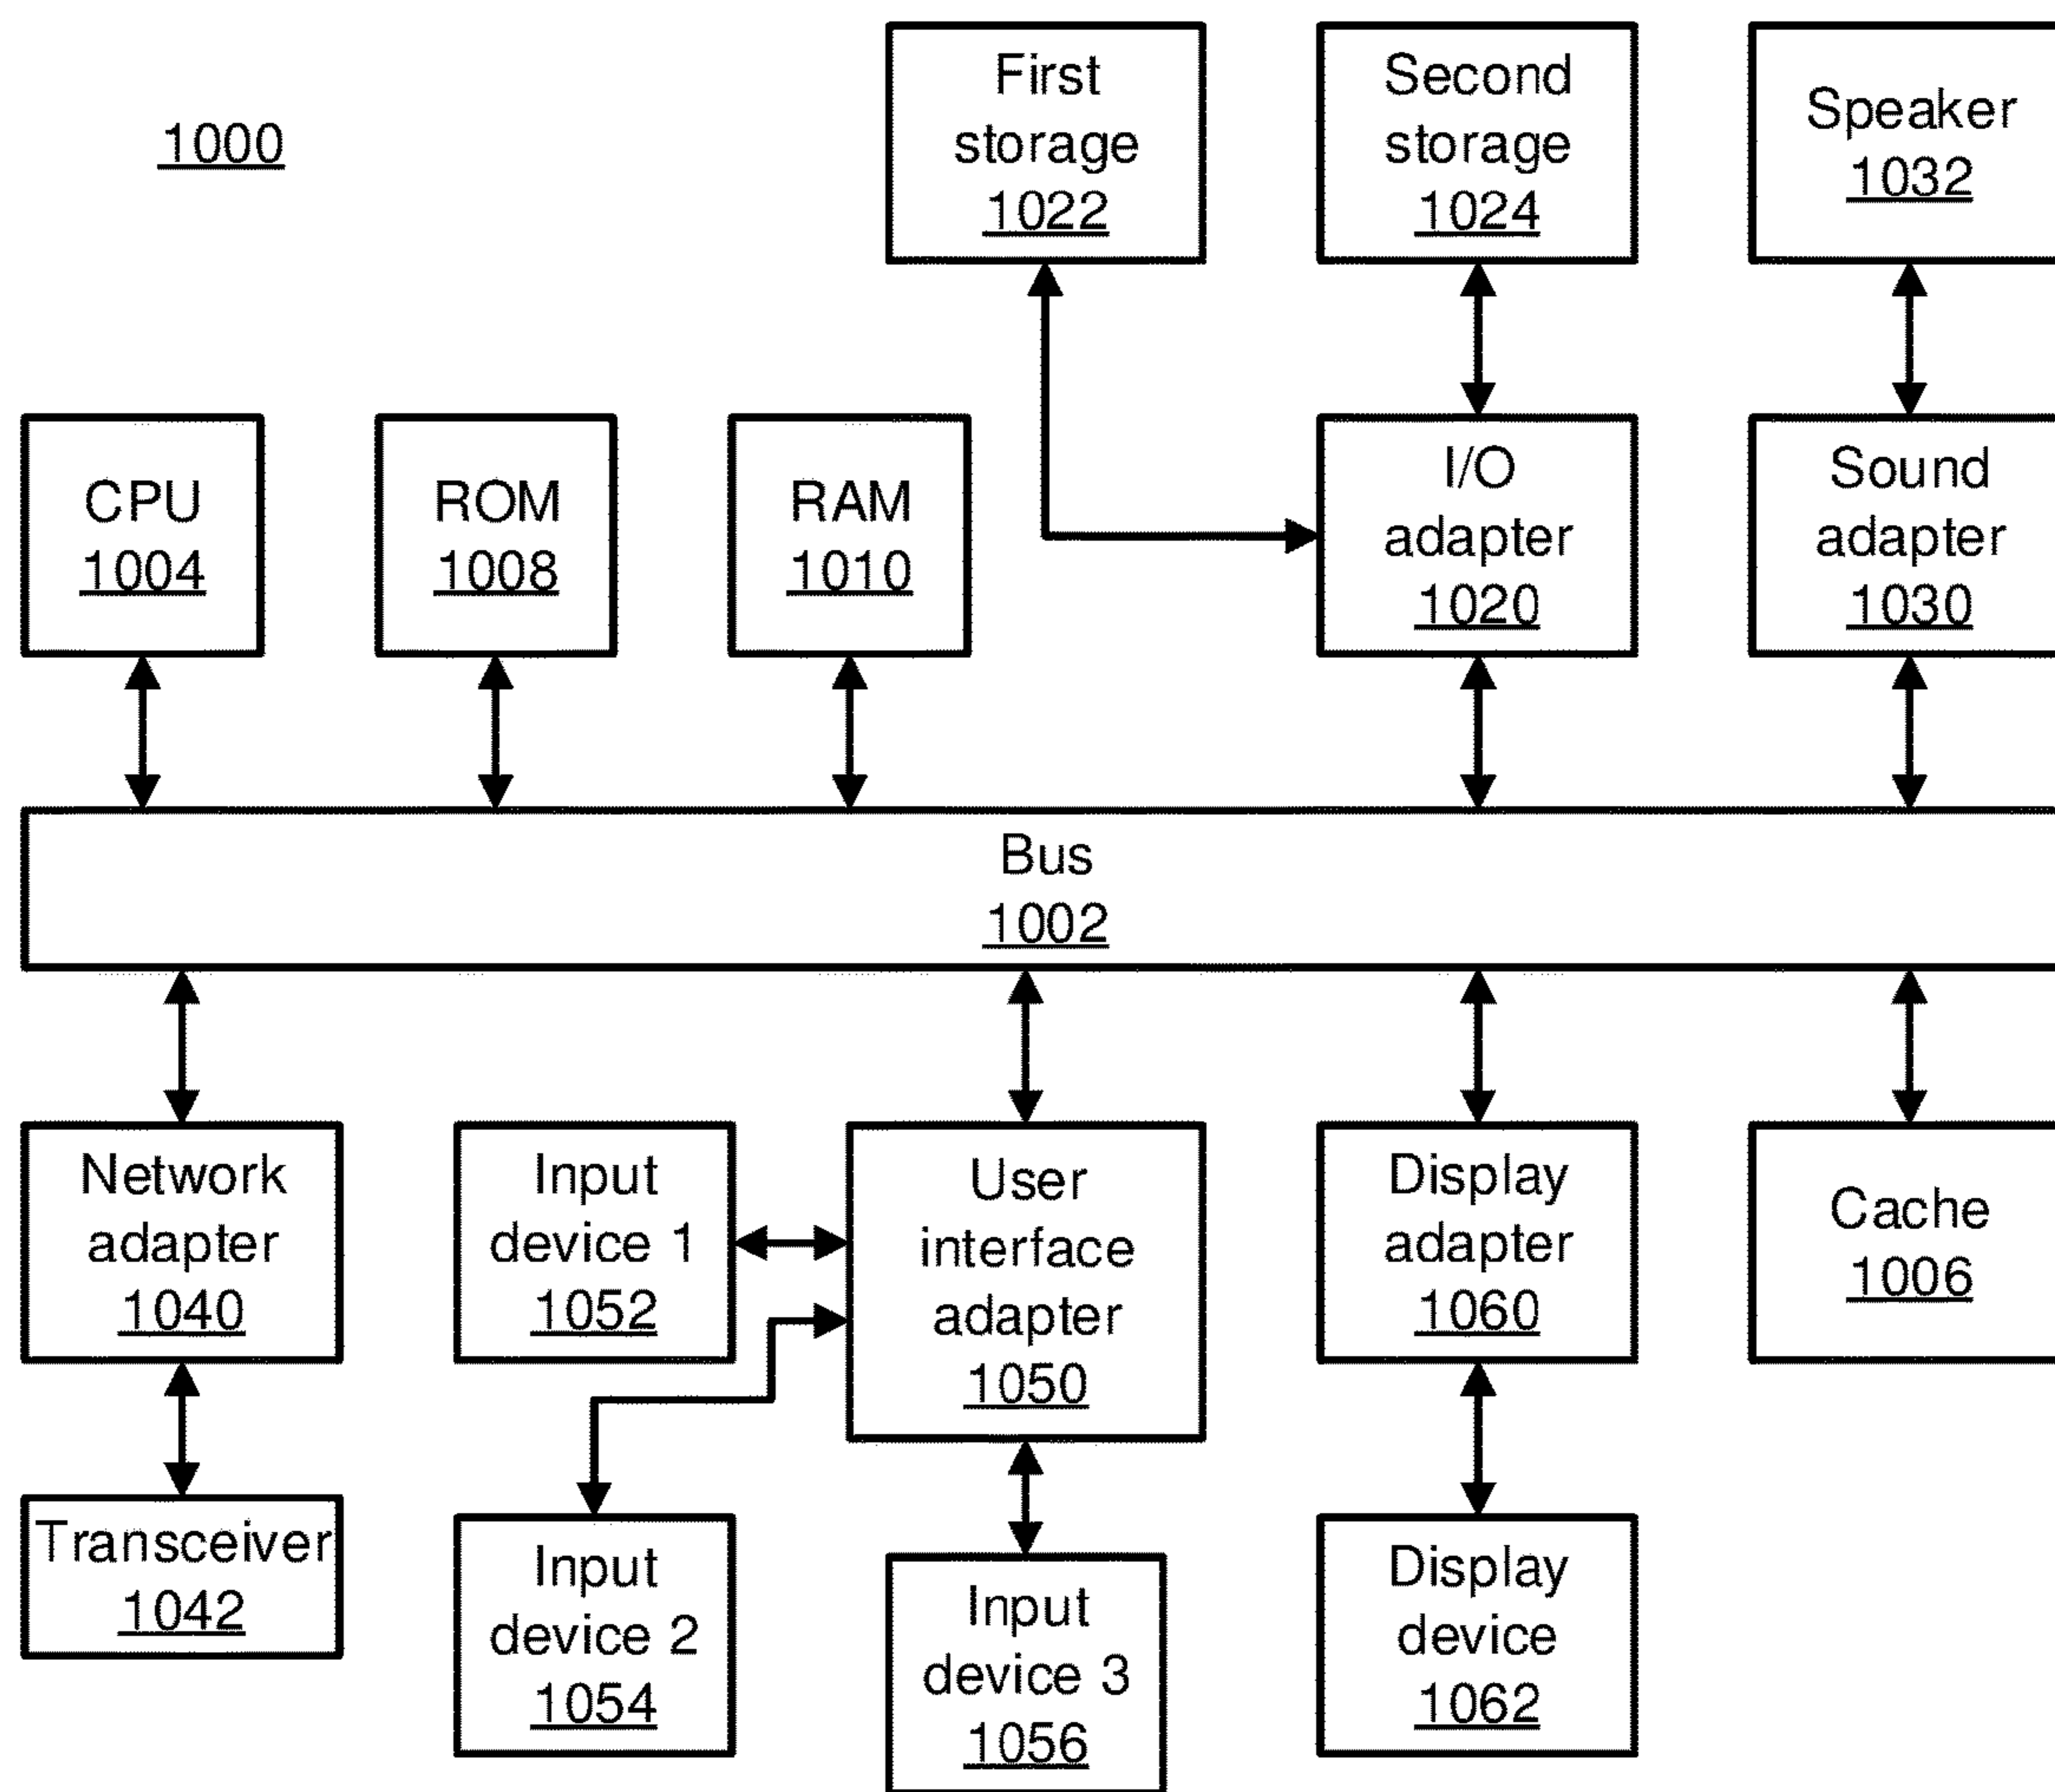 1000
First
storage
1022
Second
storage
1024
Speaker
1032
CPU
1004
ROM
1008
RAM
1010
I/O
adapter
1020
Sound
adapter
1030
Bus
1002
Network
adapter
1040
Input
device 1
1052
User
interface
adapter
1050
Display
adapter
1060
Cache
1006
Transceiver
1042
Input
device 2
1054
Input
device 3
1056
Display
device
1062